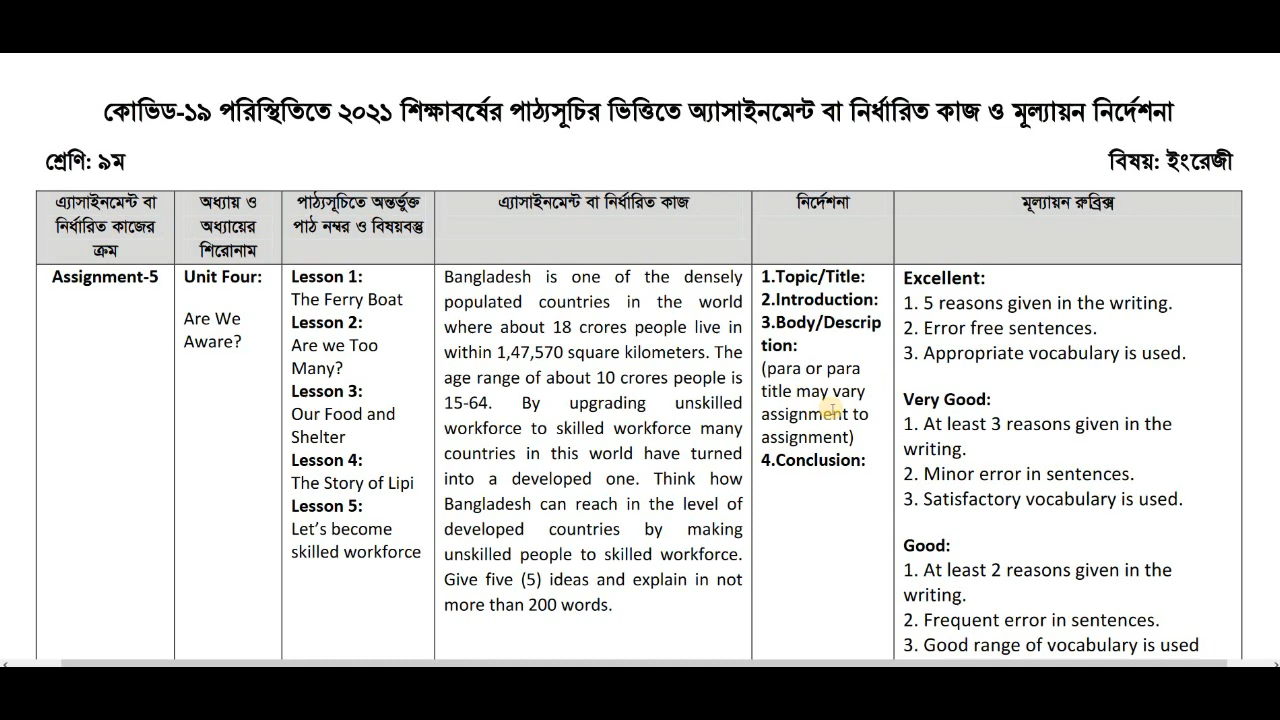 কোভিড-১৯ পরিস্থিতিতে ২০২১ শিক্ষাবর্ষের পাঠ্যসূচির ভিত্তিতে অ্যাসাইনমেন্ট বা নির্ধারিত কাজ ও মূল্যায়ন নির্দেশনা
শ্রেণি: ৯ম
বিষয়: ইংরেজী
এ্যাসাইনমেন্ট বা
নির্ধারিত কাজের
ক্রম
অধ্যায় ও
অধ্যায়ের
শিরোনাম
পাঠ্যসূচিতে অন্তর্ভুক্ত
পাঠ নম্বর ও বিষয়বস্তু
এ্যাসাইনমেন্ট বা নির্ধারিত কাজ
নির্দেশনা
মূল্যায়ন রুব্রিক্স
Assignment-5
Unit Four:
Are We
Aware?
Lesson 1:
The Ferry Boat
Lesson 2:
Are we Too
Many?
Lesson 3:
Our Food and
Shelter
Lesson 4:
The Story of Lipi
Lesson 5:
Let’s become
skilled workforce
Bangladesh is one of the densely
populated countries in the world
where about 18 crores people live in
within 1,47,570 square kilometers. The
age range of about 10 crores people is
15-64. By upgrading unskilled
workforce to skilled workforce many
countries in this world have turned
into a developed one. Think how
Bangladesh can reach in the level of
developed countries by making
unskilled people to skilled workforce.
Give five (5) ideas and explain in not
more than 200 words.
1.Topic/Title:
2.Introduction:
3.Body/Descrip
tion:
(para or para
title may vary
assignment to
assignment)
4.Conclusion:
Excellent:
1. 5 reasons given in the writing.
2. Error free sentences.
3. Appropriate vocabulary is used.
Very Good:
1. At least 3 reasons given in the
writing.
2. Minor error in sentences.
3. Satisfactory vocabulary is used.
Good:
1. At least 2 reasons given in the
writing.
2. Frequent error in sentences.
3. Good range of vocabulary is used